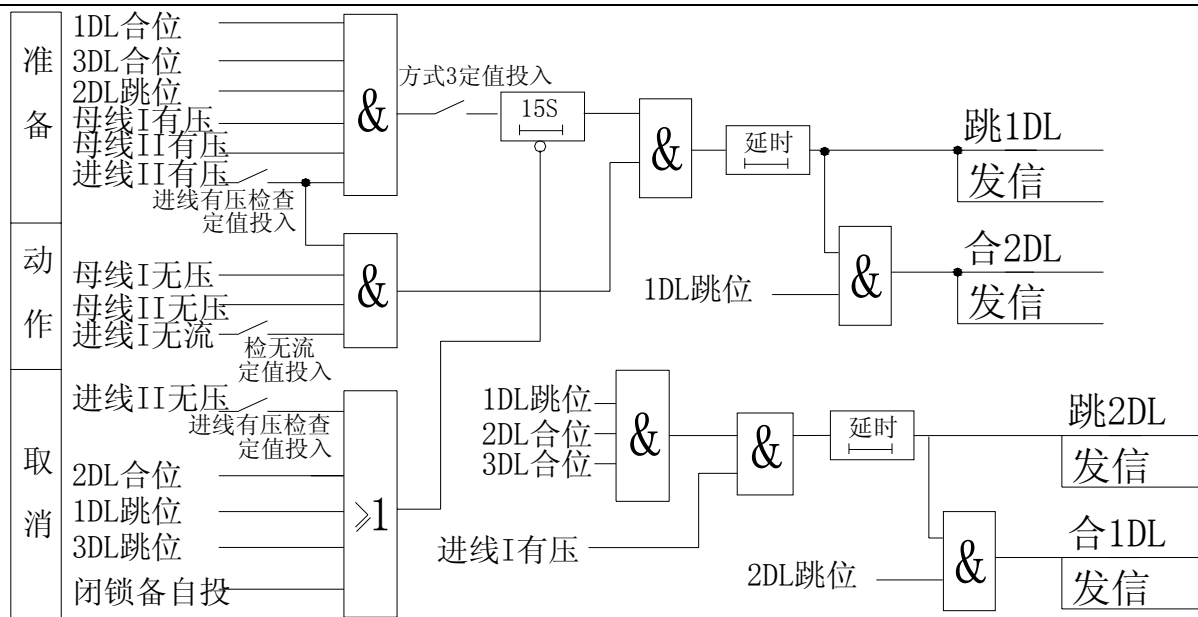 准备
1DL合位
3DL合位
2DL跳位
母线I有压
母线II有压
进线II有压
进线有压检查
定值投入
&
方式3定值投入
15S
&
延时
跳1DL
发信
动作
母线I无压
母线II无压
进线I无流
检无流
定值投入
&
1DL跳位
&
合2DL
发信
取消
进线II无压
进线有压检查
定值投入
2DL合位
1DL跳位
3DL跳位
闭锁备自投
≥1
1DL跳位
2DL合位
3DL合位
&
进线I有压
&
延时
跳2DL
发信
2DL跳位
&
合1DL
发信